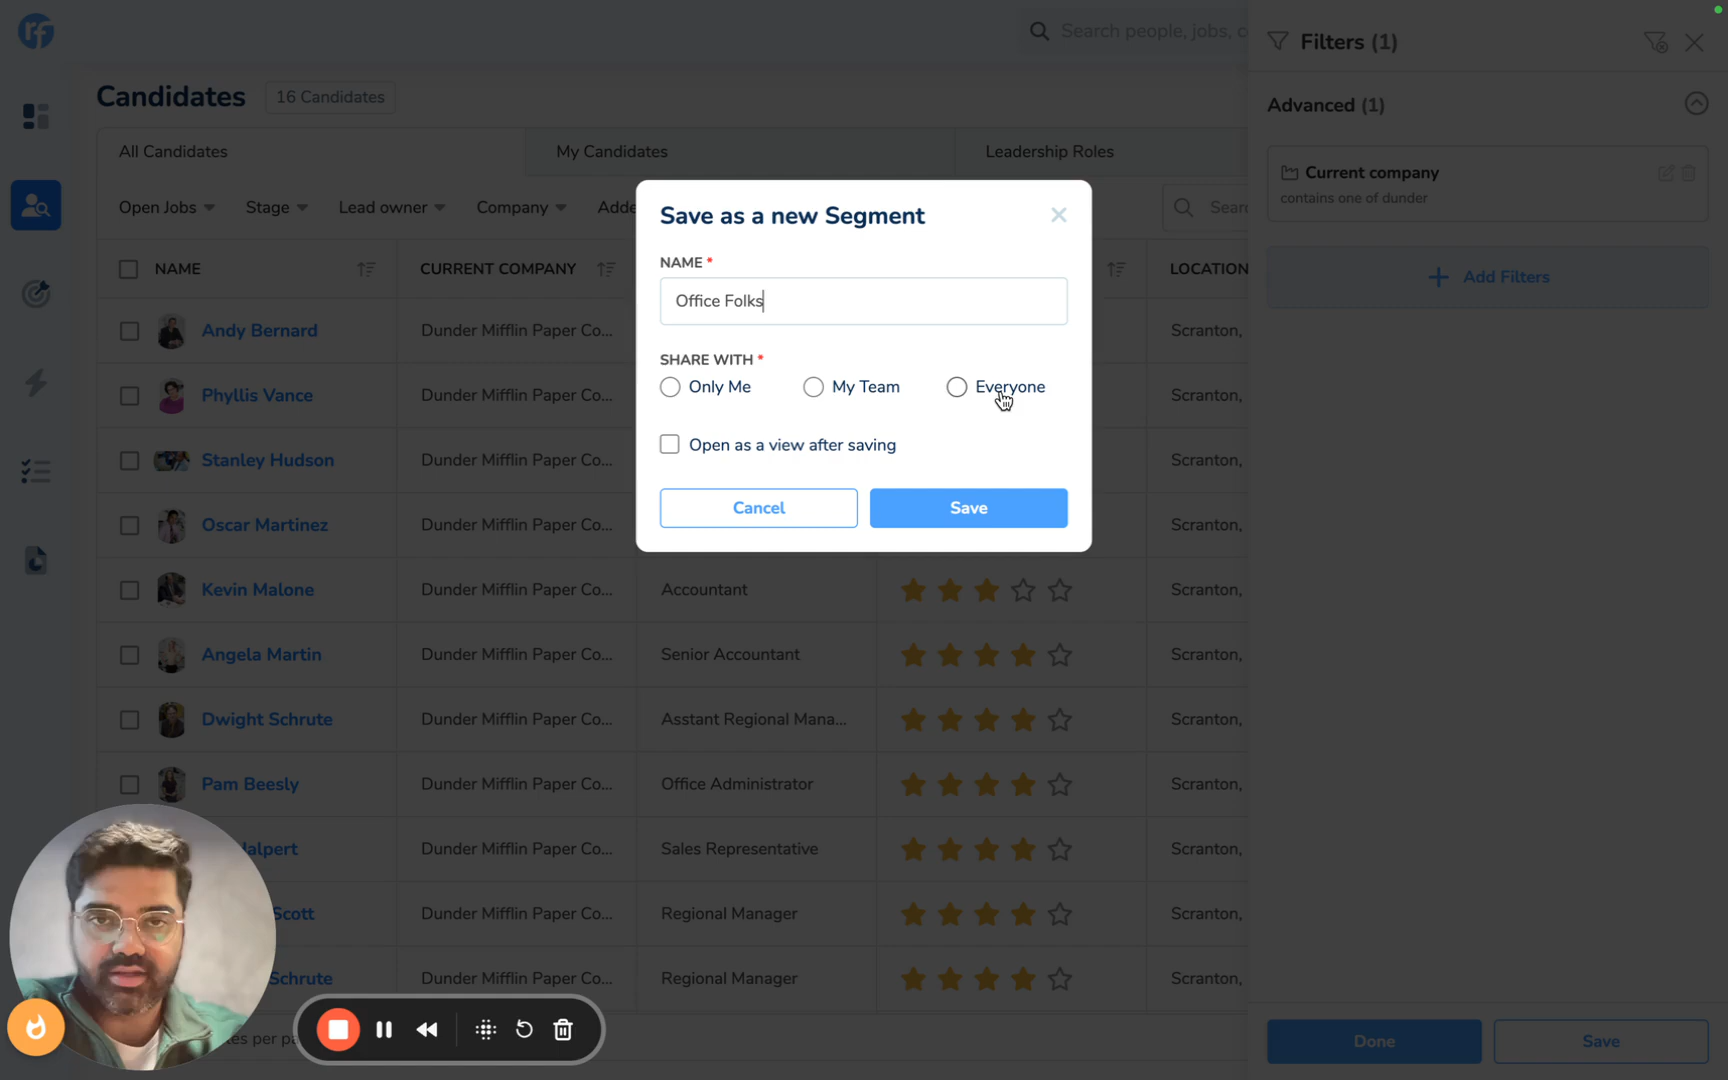 rf
Search people, jobs, c
Filters (1)
Candidates
16 Candidates
Advanced (1)
All Candidates
My Candidates
Leadership Roles
Current company
contains one of dunder
Open Jobs
Stage
Lead owner
Company
Adde
Sear
Add Filters
NAME
CURRENT COMPANY
LOCATION
Save as a new Segment
NAME *
Office Folks
SHARE WITH *
Only Me
My Team
Everyone
Open as a view after saving
Cancel
Save
Andy Bernard
Dunder Mifflin Paper Co...
Scranton,
Phyllis Vance
Dunder Mifflin Paper Co...
Scranton,
Stanley Hudson
Dunder Mifflin Paper Co...
Scranton,
Oscar Martinez
Dunder Mifflin Paper Co...
Scranton,
Kevin Malone
Dunder Mifflin Paper Co...
Accountant
Scranton,
Angela Martin
Dunder Mifflin Paper Co...
Senior Accountant
Scranton,
Dwight Schrute
Dunder Mifflin Paper Co...
Asstant Regional Mana...
Scranton,
Pam Beesly
Dunder Mifflin Paper Co...
Office Administrator
Scranton,
alpert
Dunder Mifflin Paper Co...
Sales Representative
Scranton,
Scott
Dunder Mifflin Paper Co...
Regional Manager
Scranton,
Schrute
Dunder Mifflin Paper Co...
Regional Manager
Scranton,
tes per pa
Done
Save